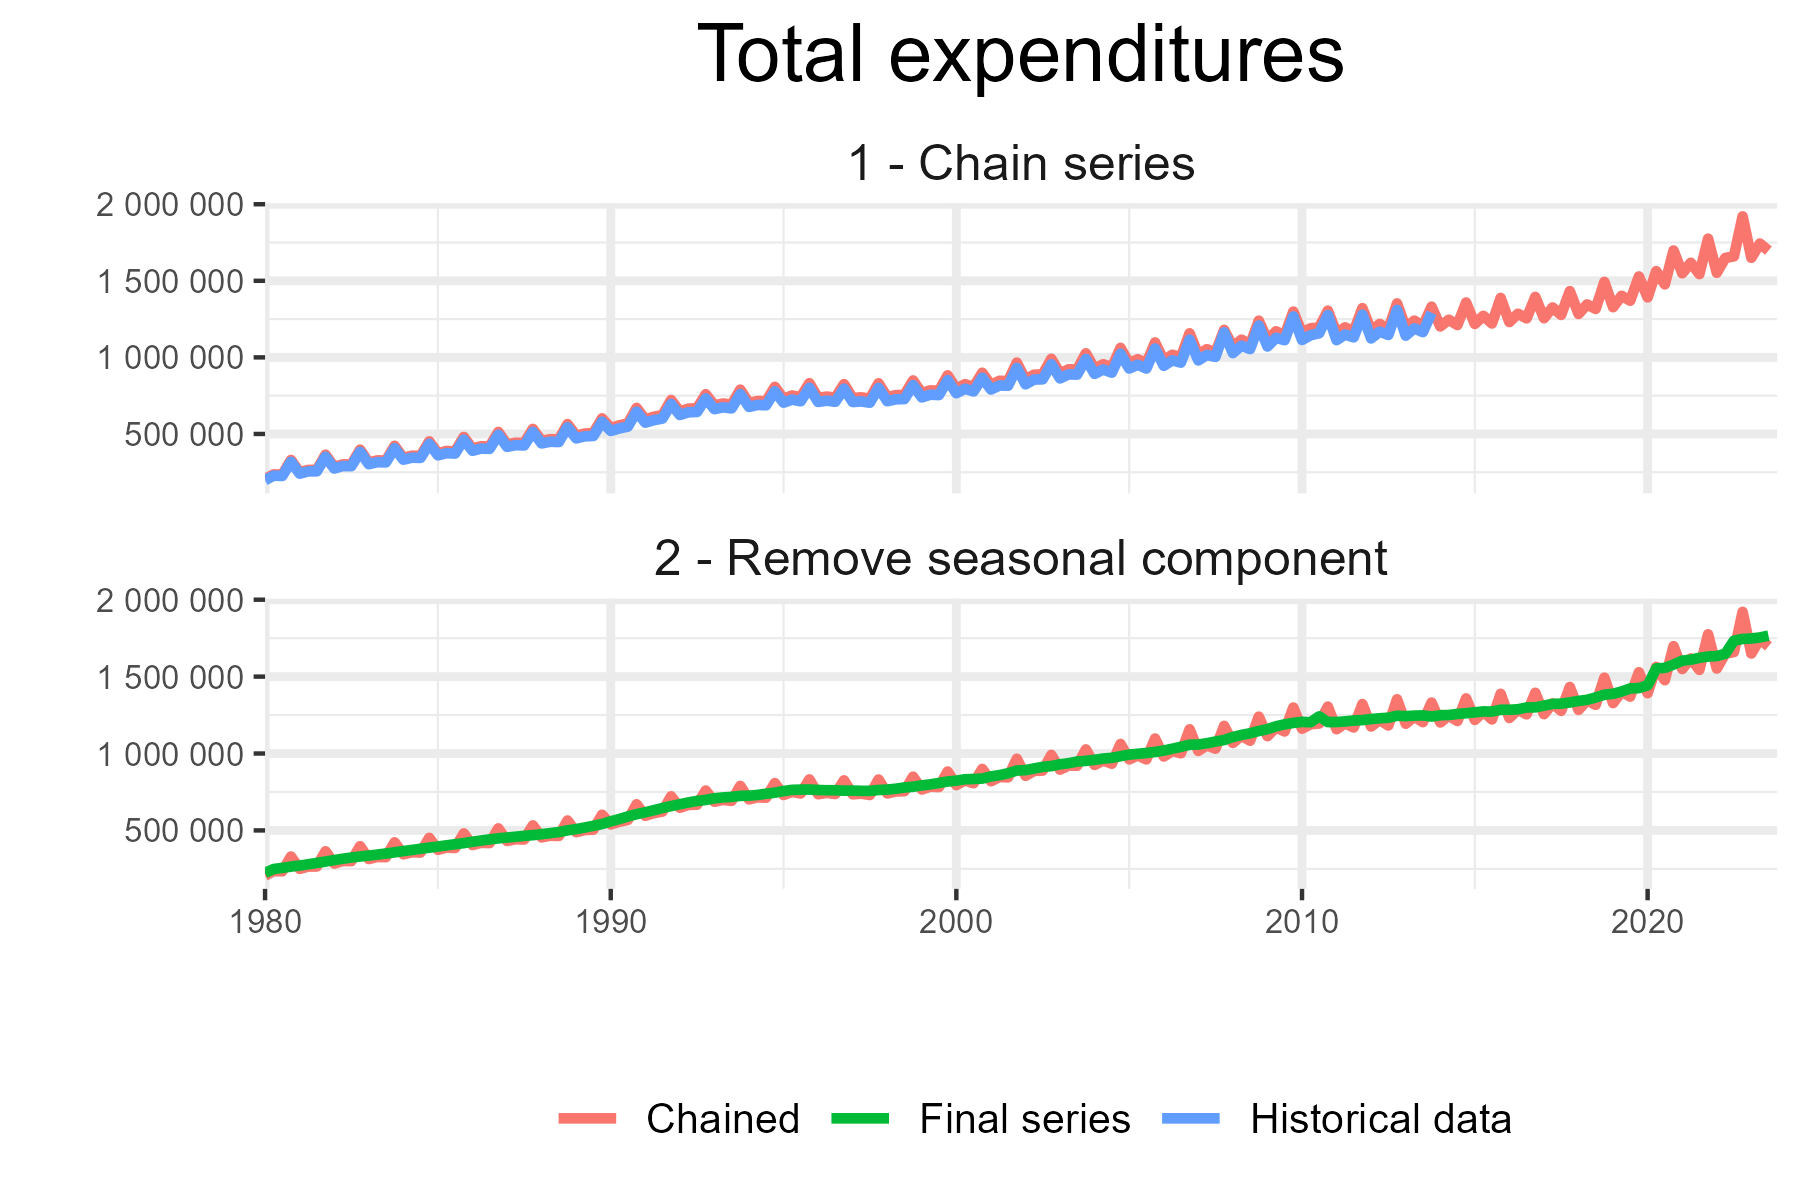 Total expenditures
1 - Chain series
2 000 000
1 500 000
1 000 000
500 000
2 - Remove seasonal component
2 000 000
1 500 000
1 000 000
500 000
1980 1990 2000 2010 2020
Chained Final series Historical data